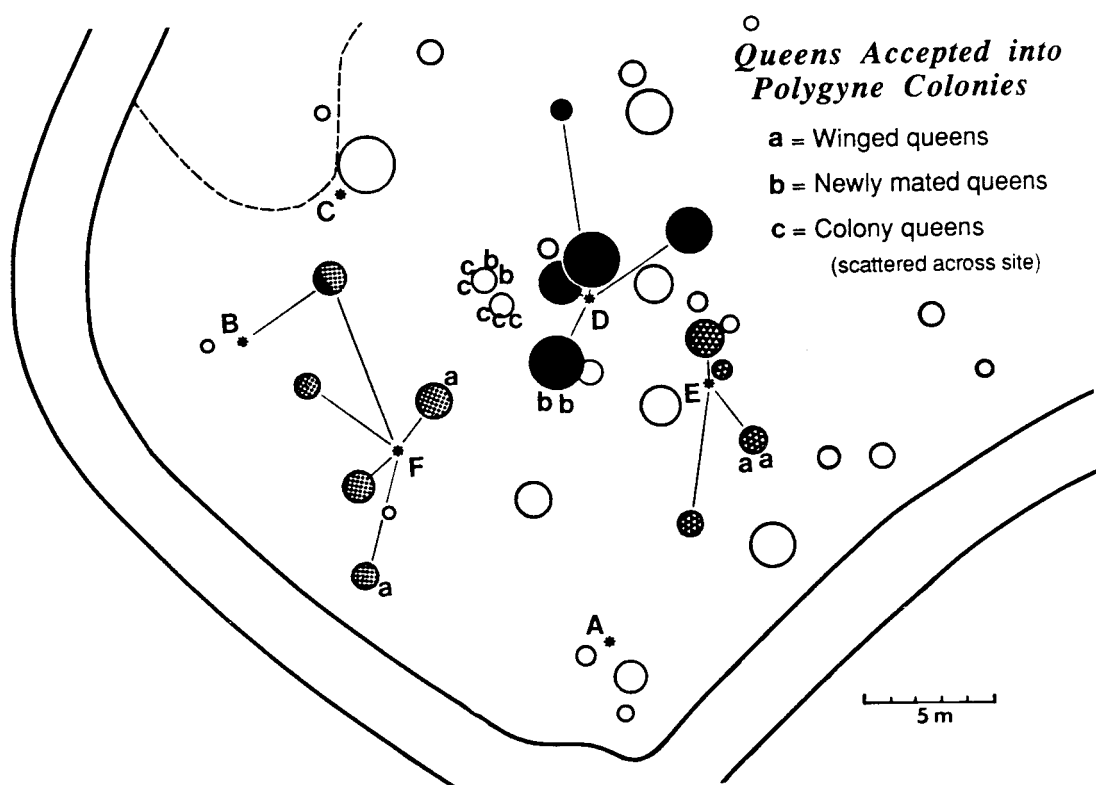 Queens Accepted into
Polygyne Colonies
a = Winged queens
b = Newly mated queens
c = Colony queens
(scattered across site)
C
c b
c b
c c c
D
B
b b
E
a
F
a a
a
A
5 m